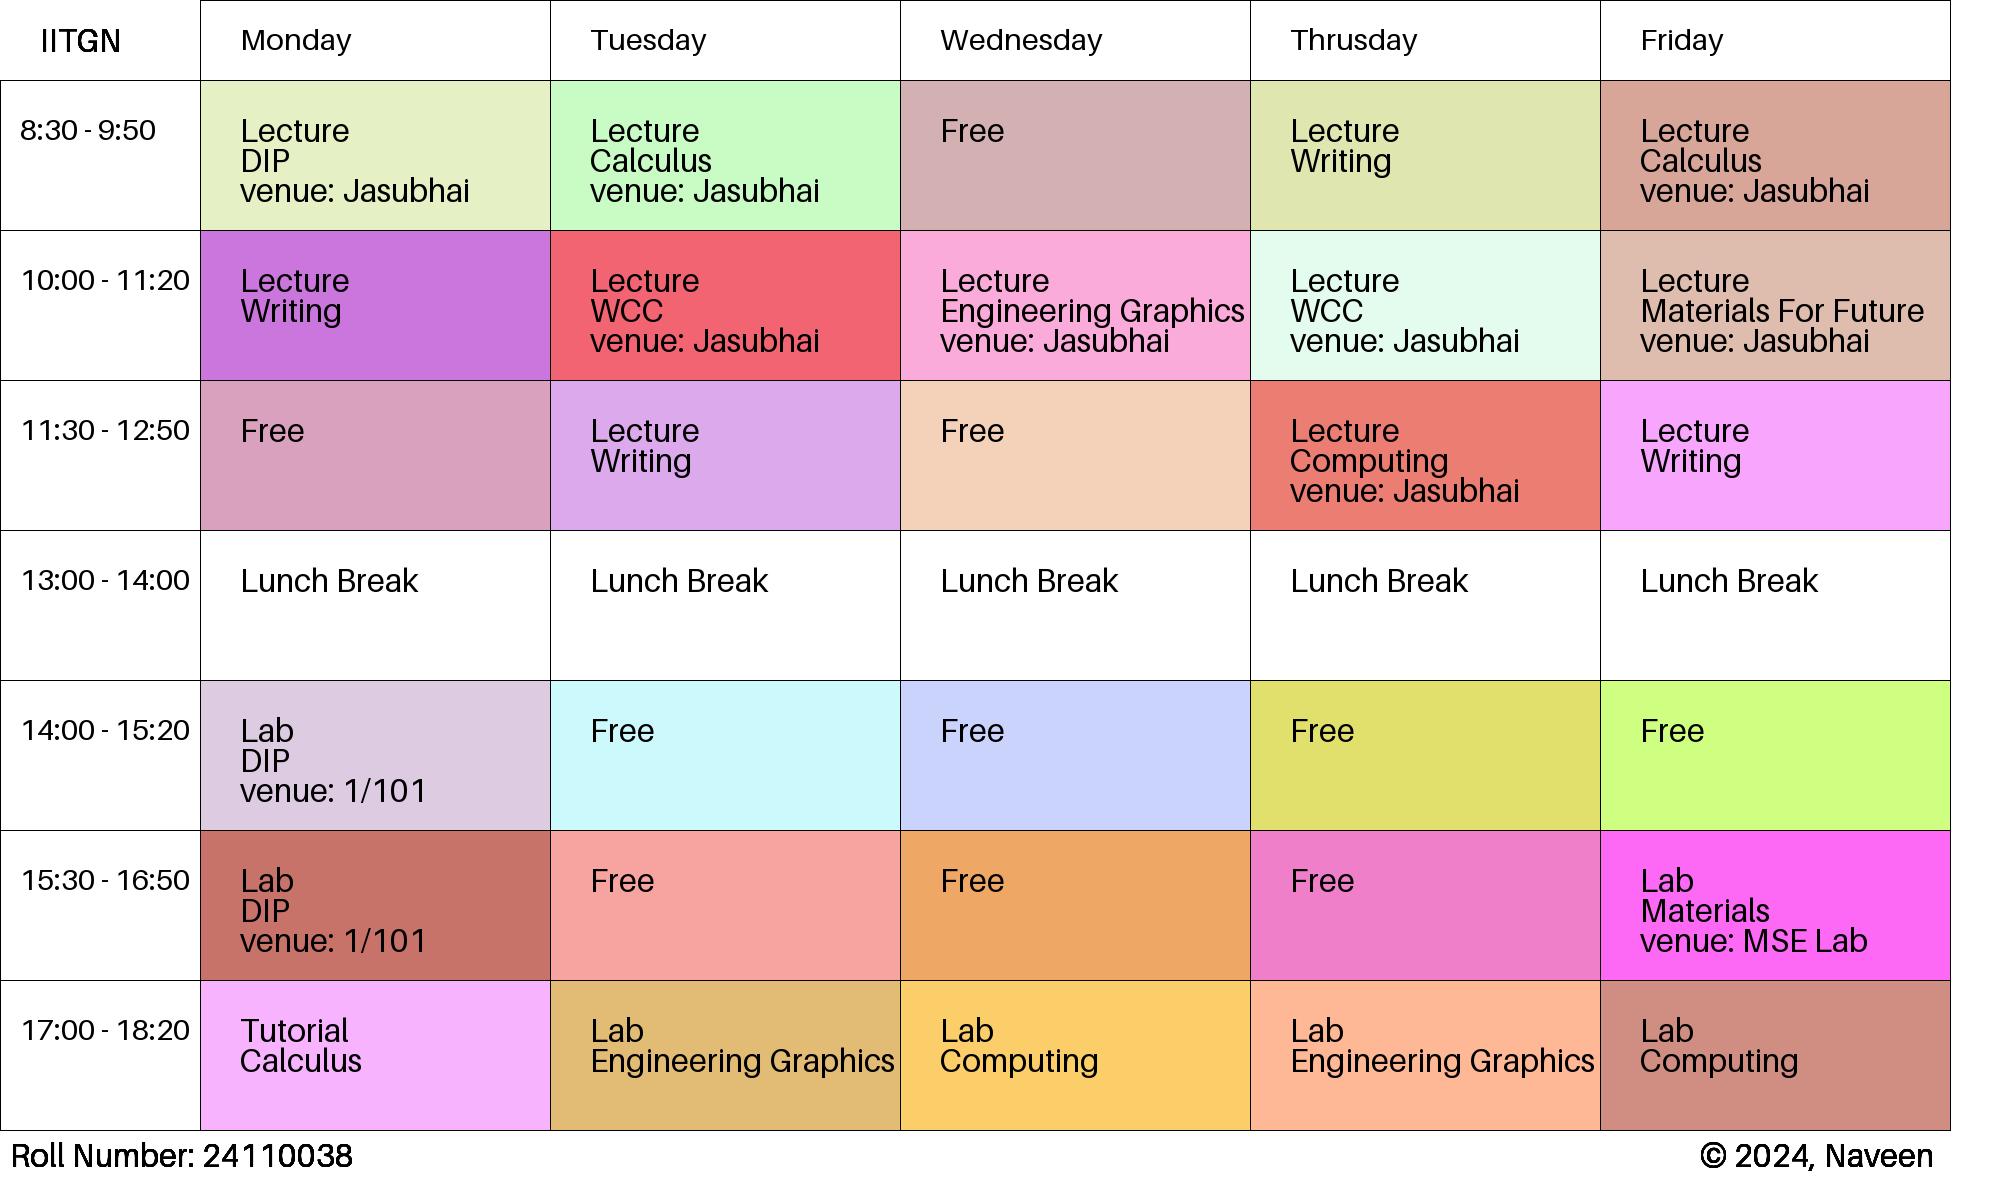 IITGN
Monday
Tuesday
Wednesday
Thrusday
Friday
8:30 - 9:50
Lecture
DIP
venue: Jasubhai
Lecture
Calculus
venue: Jasubhai
Free
Lecture
Writing
Lecture
Calculus
venue: Jasubhai
10:00 - 11:20
Lecture
Writing
Lecture
WCC
venue: Jasubhai
Lecture
Engineering Graphics
venue: Jasubhai
Lecture
WCC
venue: Jasubhai
Lecture
Materials For Future
venue: Jasubhai
11:30 - 12:50
Free
Lecture
Writing
Free
Lecture
Computing
venue: Jasubhai
Lecture
Writing
13:00 - 14:00
Lunch Break
Lunch Break
Lunch Break
Lunch Break
Lunch Break
14:00 - 15:20
Lab
DIP
venue: 1/101
Free
Free
Free
Free
15:30 - 16:50
Lab
DIP
venue: 1/101
Free
Free
Free
Lab
Materials
venue: MSE Lab
17:00 - 18:20
Tutorial
Calculus
Lab
Engineering Graphics
Lab
Computing
Lab
Engineering Graphics
Lab
Computing
Roll Number: 24110038
© 2024, Naveen